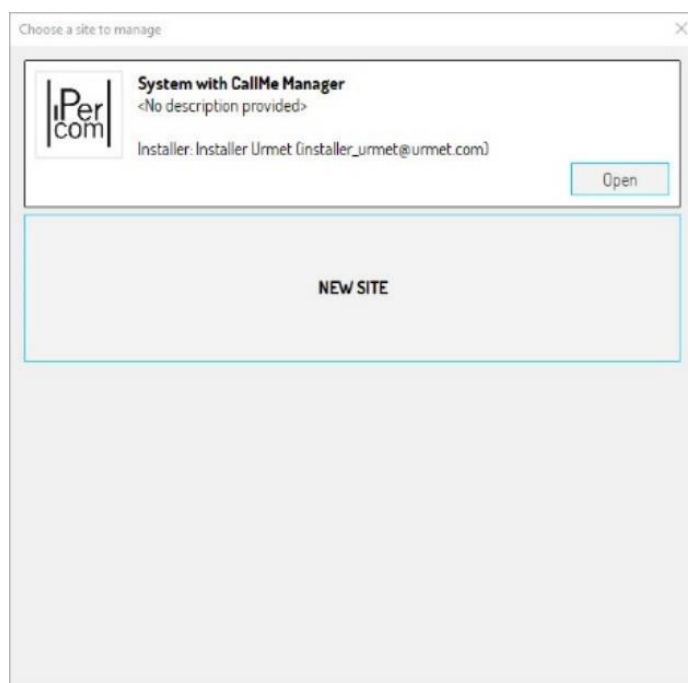 Choose a site to manage
iPer
com
System with CallMe Manager
<No description provided>
Installer: Installer Urmet (installer_urmet@urmet.com)
Open
NEW SITE